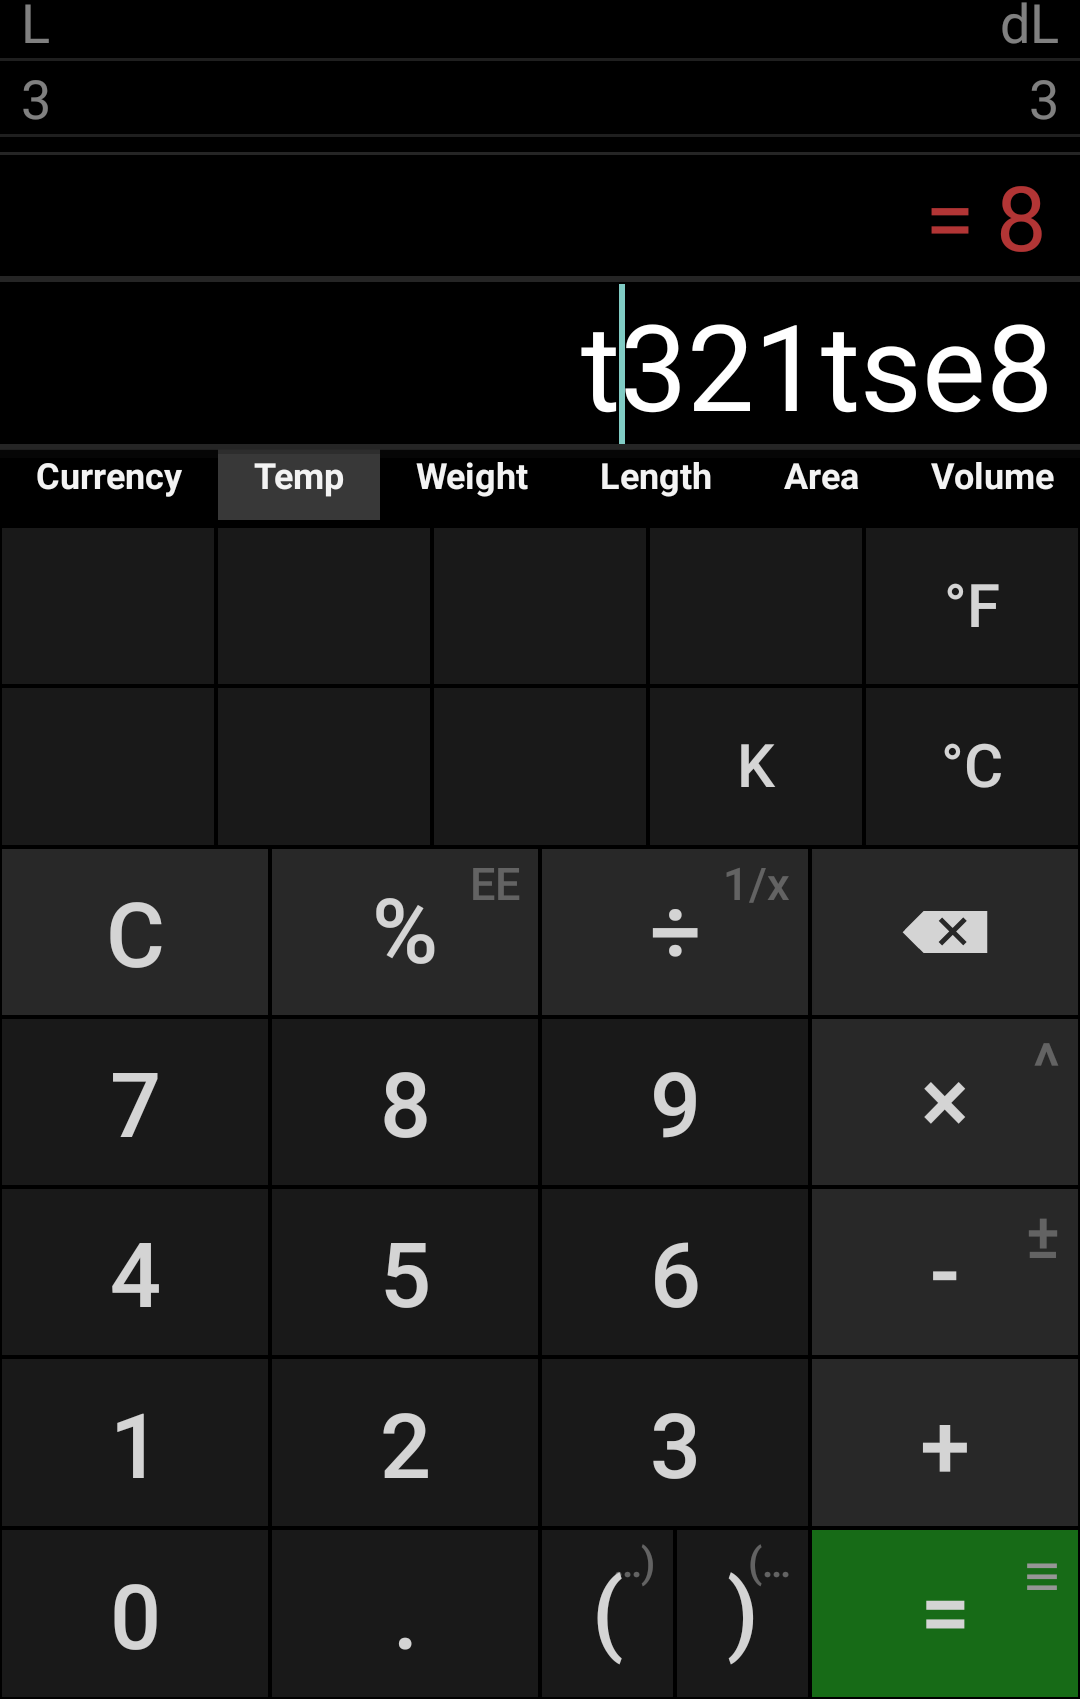 L dL
3 3
= 8
t321tse8
Currency Temp Weight Length Area Volume
°F
K °C
C % EE ÷ 1/x
7 8 9 × ^
4 5 6 - ±
1 2 3 +
0 . ( ..) ) (... = ≡